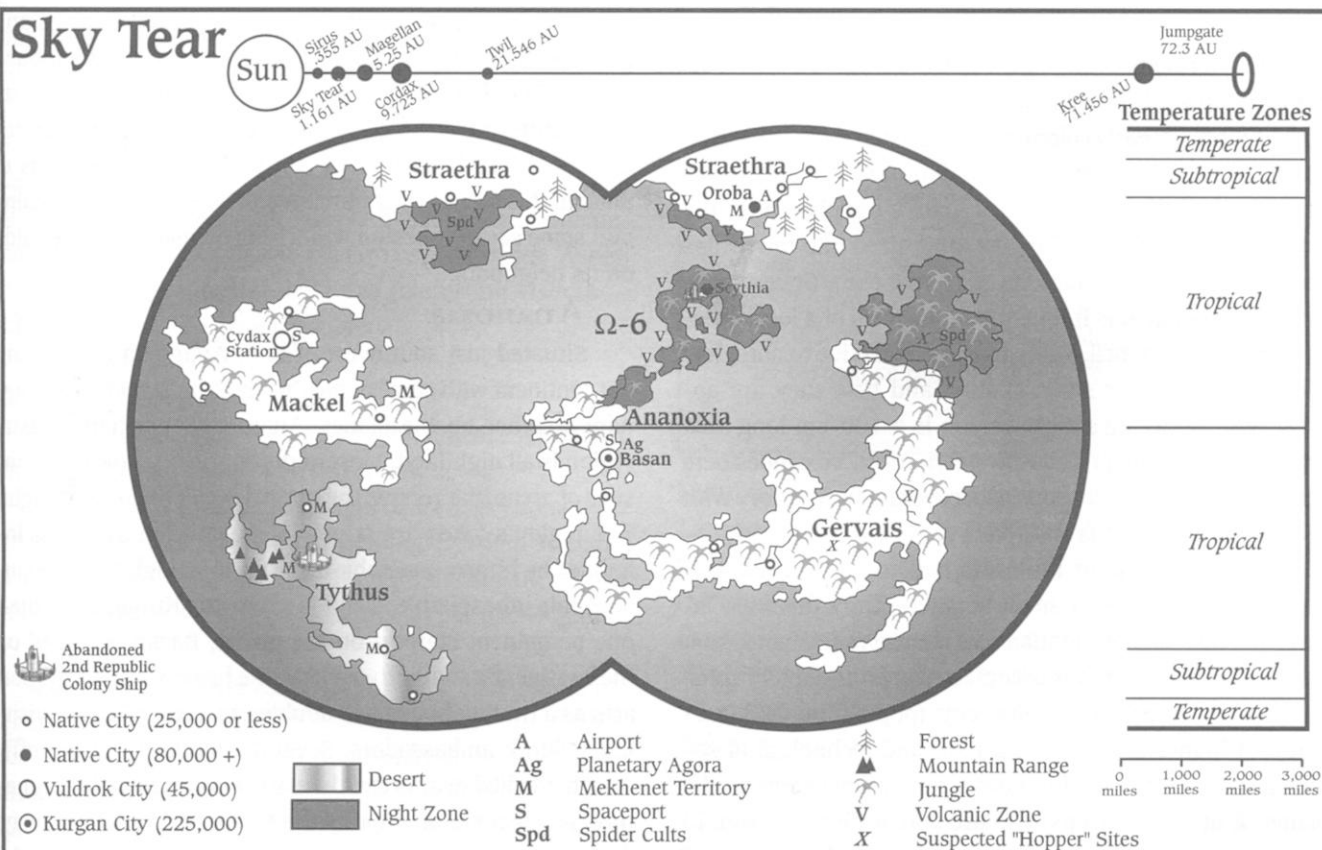 Sky Tear
Sun
Sirus
.355 AU
Sky Tear
1.161 AU
Magellan
5.25 AU
Cordax
9.723 AU
Twil
21.546 AU
Kree
71.456 AU
Jumpgate
72.3 AU
Temperature Zones
Temperate
Subtropical
Tropical
Tropical
Subtropical
Temperate
Straethra
V
V
V
V
V
Spd
V
V
V
V
Straethra
Oroba
A
M
V
V
V
V
V
V
V
Scythia
V
V
V
V
V
V
V
Ω-6
V
V
V
X
Spd
V
V
Cydax
Station
S
Mackel
M
Ananoxia
S
Ag
Basan
Gervais
X
X
M
M
Tythus
M
Abandoned
2nd Republic
Colony Ship
Native City (25,000 or less)
Native City (80,000 +)
Vuldrok City (45,000)
Kurgan City (225,000)
Desert
Night Zone
A Airport
Ag Planetary Agora
M Mekhenet Territory
S Spaceport
Spd Spider Cults
Forest
Mountain Range
Jungle
V Volcanic Zone
X Suspected "Hopper" Sites
0 1,000 2,000 3,000
miles miles miles miles